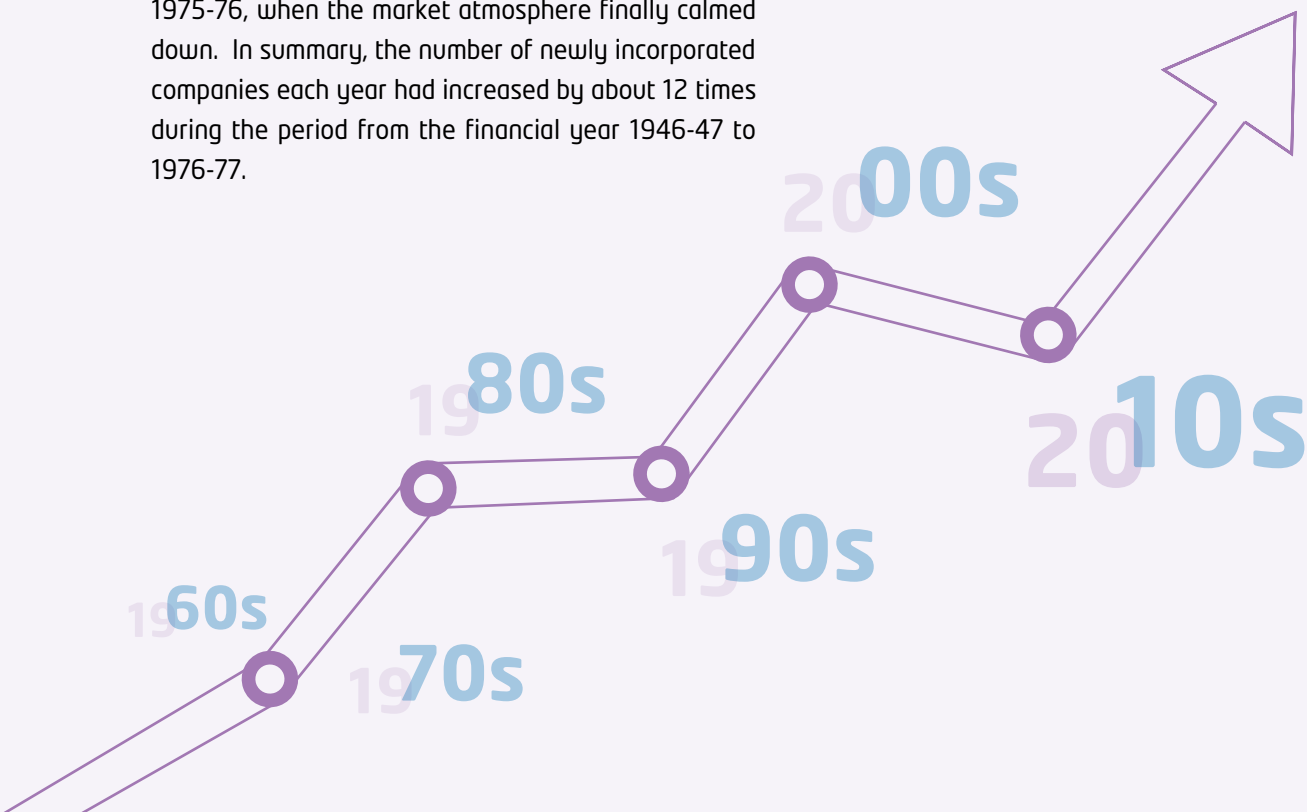 1975-76, when the market atmosphere finally calmed
down. In summary, the number of newly incorporated
companies each year had increased by about 12 times
during the period from the financial year 1946-47 to
1976-77.
2000s
1980s
2010s
1990s
1960s
1970s